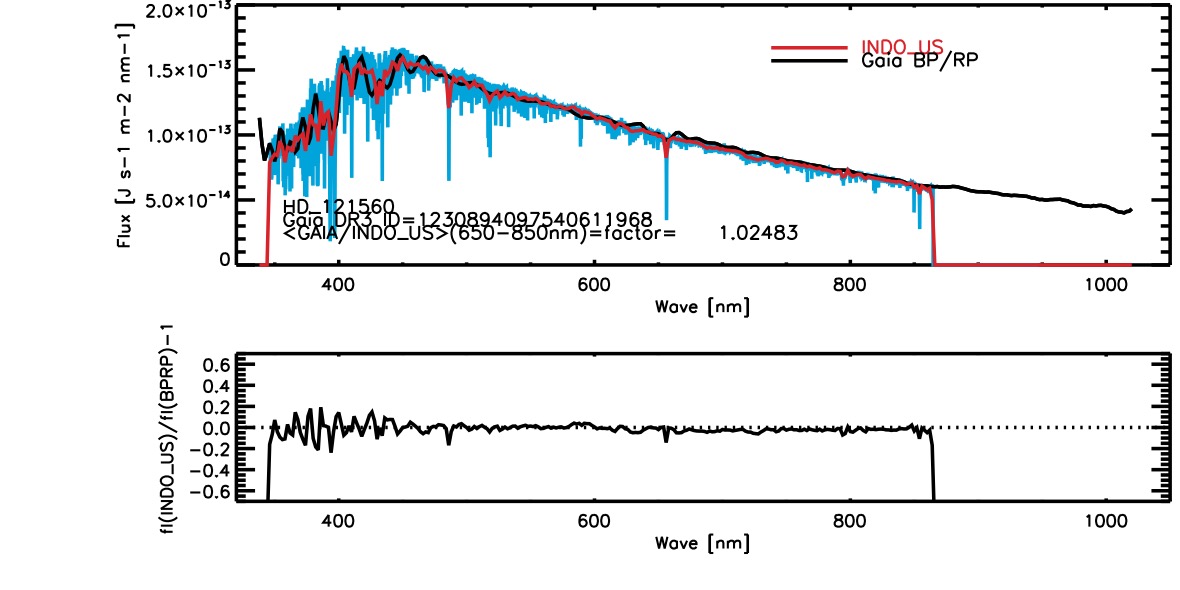 2.0×10−13
1.5×10−13
1.0×10−13
5.0×10−14
0
Flux [J s−1 m−2 nm−1]
INDO_US
Gaia BP/RP
HD_121560
Gaia DR3 ID=1230894097540611968
<GAIA/INDO_US>(650−850nm)=factor= 1.02483
400 600 800 1000
Wave [nm]
fl(INDO_US)/fl(BPRP)−1
0.6
0.4
0.2
0.0
−0.2
−0.4
−0.6
400 600 800 1000
Wave [nm]